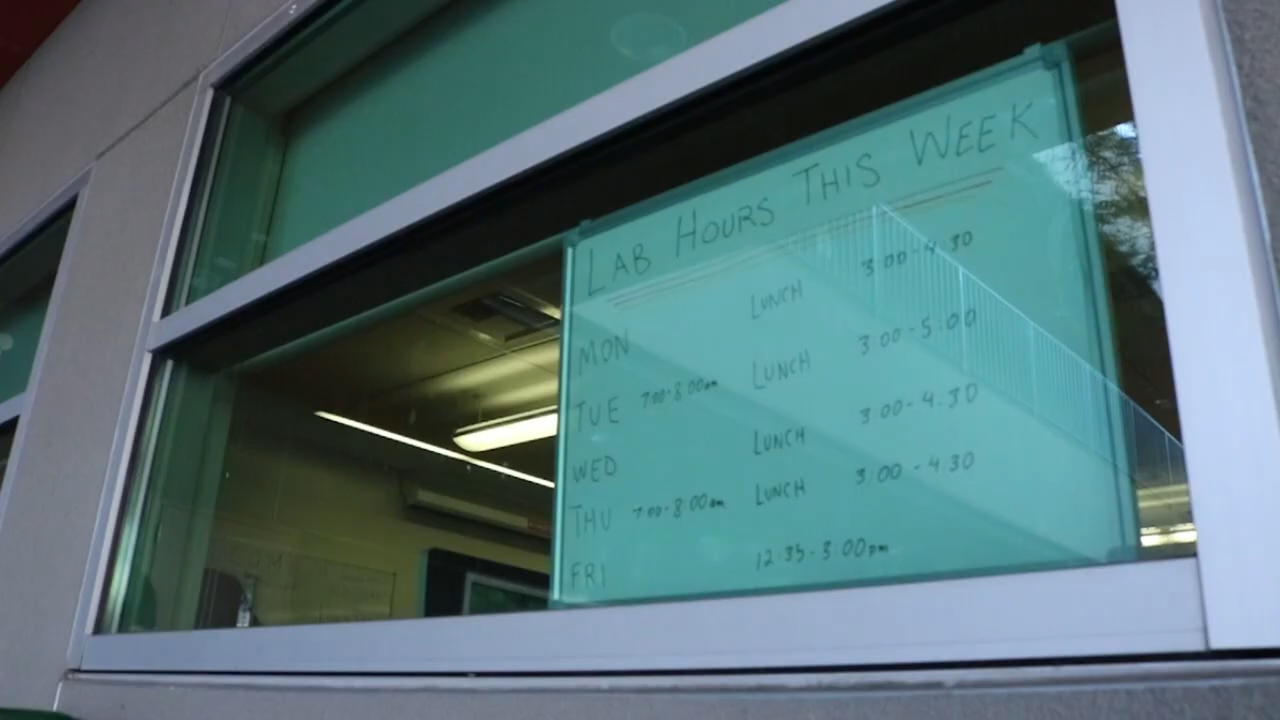 LAB HOURS THIS WEEK
MON LUNCH 3:00-4:30
TUE 7:00-8:00am LUNCH 3:00-5:00
WED LUNCH 3:00-4:30
THU 7:00-8:00am LUNCH 3:00-4:30
FRI 12:35-3:00pm